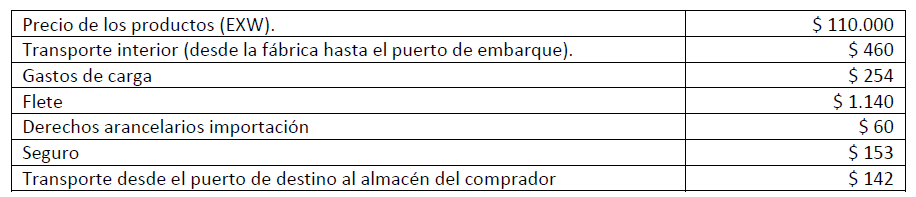 Precio de los productos (EXW). $ 110.000
Transporte interior (desde la fábrica hasta el puerto de embarque). $ 460
Gastos de carga $ 254
Flete $ 1.140
Derechos arancelarios importación $ 60
Seguro $ 153
Transporte desde el puerto de destino al almacén del comprador $ 142